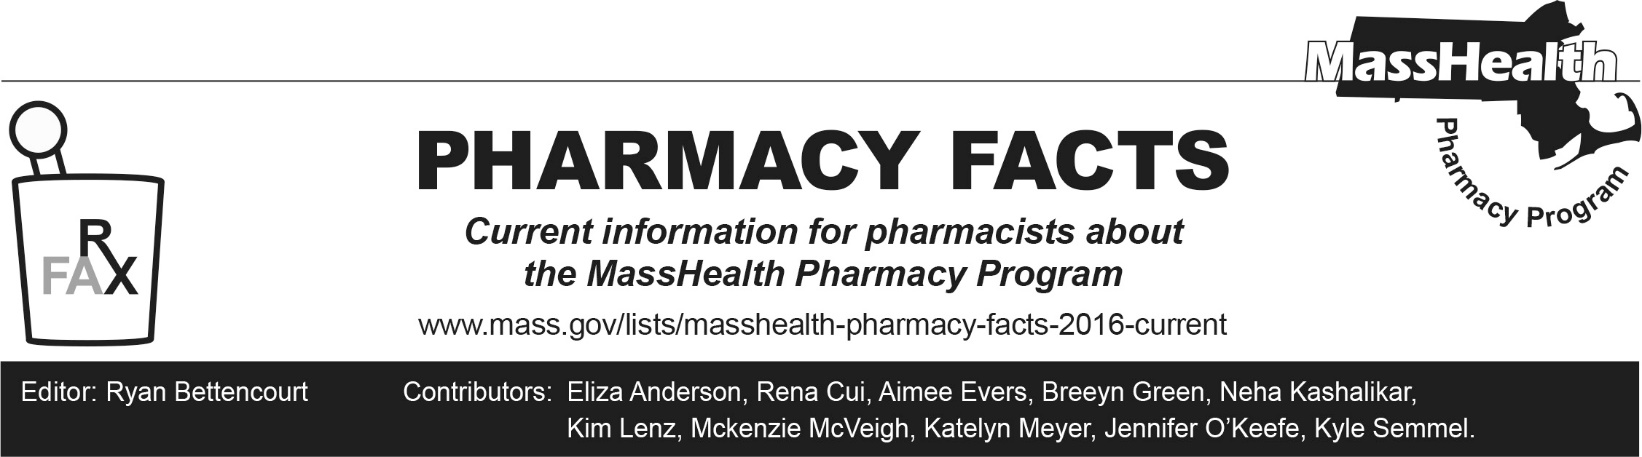 MassHealth
Pharmacy Program
PHARMACY FACTS
Current information for pharmacists about
the MassHealth Pharmacy Program
www.mass.gov/lists/masshealth-pharmacy-facts-2016-current
RX
FAX
Editor: Ryan Bettencourt
Contributors: Eliza Anderson, Rena Cui, Aimee Evers, Breeyn Green, Neha Kashalikar,
Kim Lenz, Mckenzie McVeigh, Katelyn Meyer, Jennifer O’Keefe, Kyle Semmel.